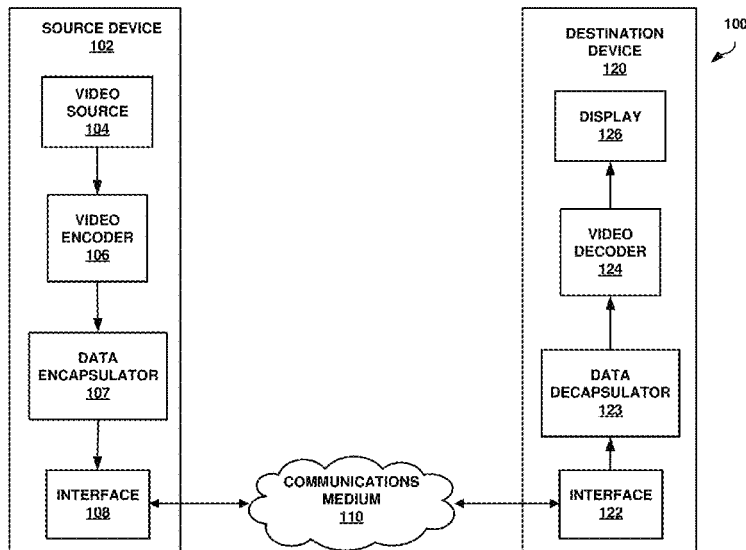 SOURCE DEVICE
102
VIDEO
SOURCE
104
VIDEO
ENCODER
106
DATA
ENCAPSULATOR
107
INTERFACE
108
COMMUNICATIONS
MEDIUM
110
DESTINATION
DEVICE
120
DISPLAY
126
VIDEO
DECODER
124
DATA
DECAPSULATOR
123
INTERFACE
122
100